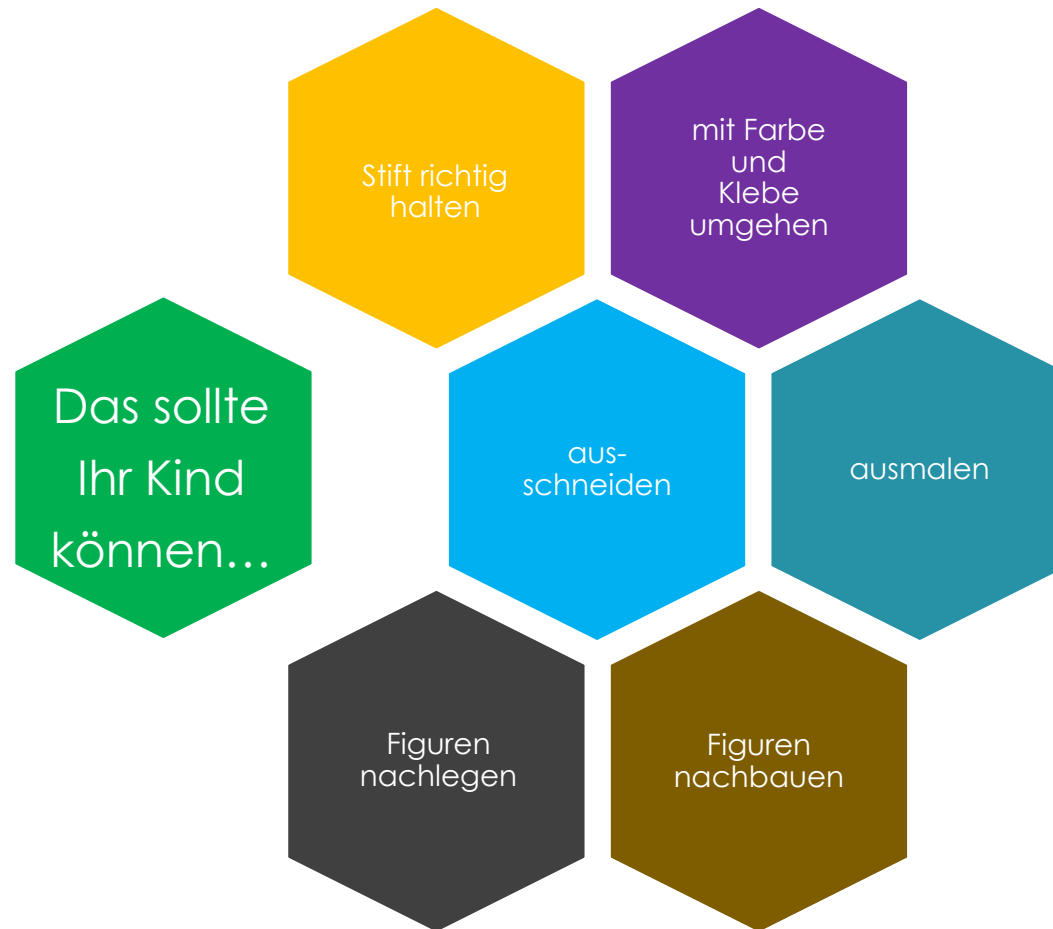 Das sollte
Ihr Kind
können…
Stift richtig
halten
mit Farbe
und
Klebe
umgehen
aus-
schneiden
ausmalen
Figuren
nachlegen
Figuren
nachbauen